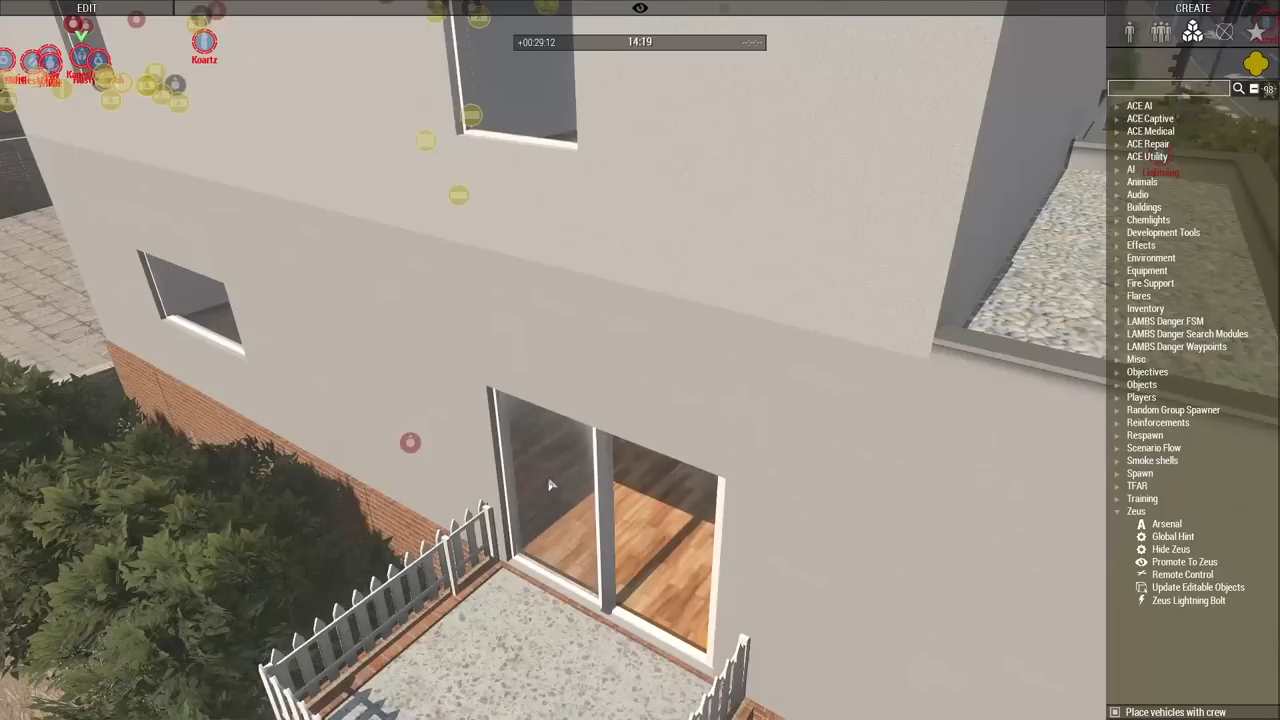 EDIT
CREATE
+00:29.12
14:19
--:--:--
Koartz
-98-
ACE AI
ACE Captive
ACE Medical
ACE Repair
ACE Utility
AI
Lightning
Animals
Audio
Buildings
Chemlights
Development Tools
Effects
Environment
Equipment
Fire Support
Flares
Inventory
LAMBS Danger FSM
LAMBS Danger Search Modules
LAMBS Danger Waypoints
Misc
Objectives
Objects
Players
Random Group Spawner
Reinforcements
Respawn
Scenario Flow
Smoke shells
Spawn
TFAR
Training
Zeus
Arsenal
Global Hint
Hide Zeus
Promote To Zeus
Remote Control
Update Editable Objects
Zeus Lightning Bolt
Place vehicles with crew